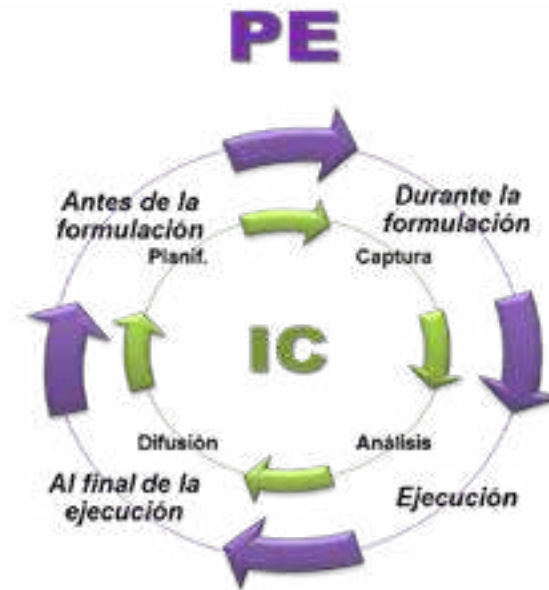 PE
Antes de la
formulación
Durante la
formulación
Planif.
Captura
IC
Difusión
Análisis
Al final de la
ejecución
Ejecución